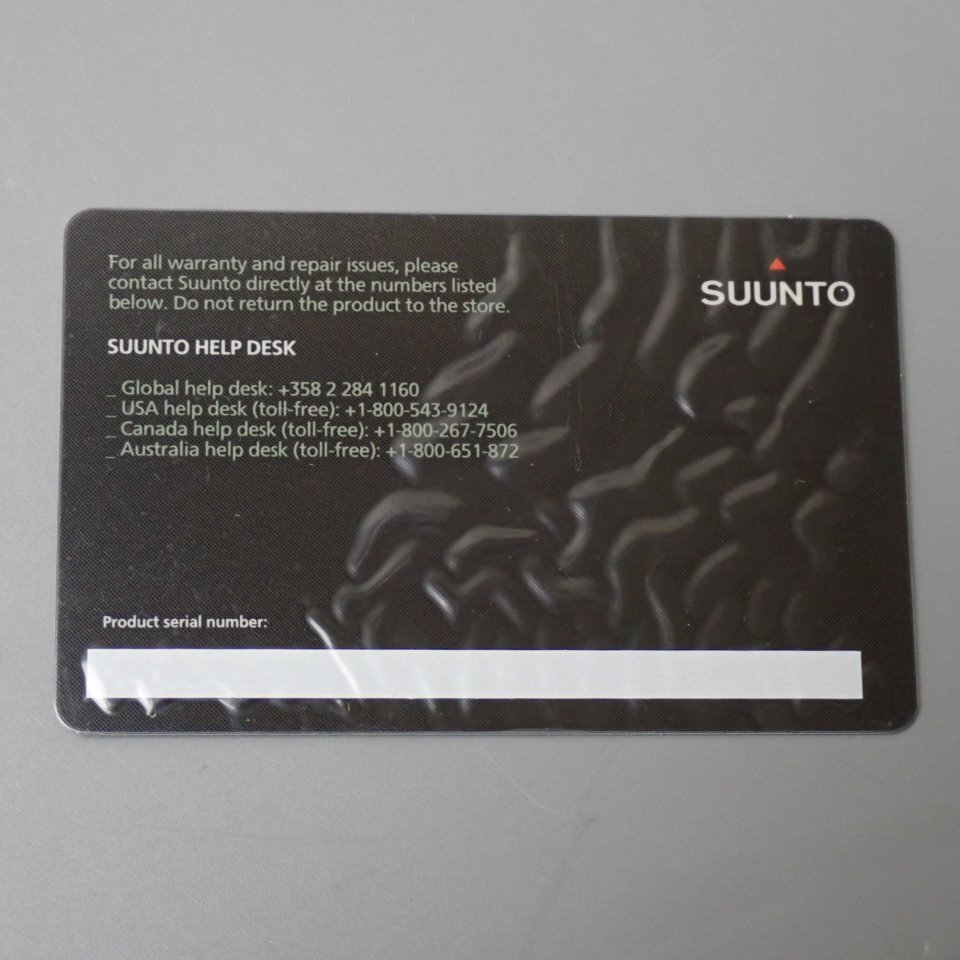 For all warranty and repair issues, please
contact Suunto directly at the numbers listed
below. Do not return the product to the store.
SUUNTO
SUUNTO HELP DESK
_ Global help desk: +358 2 284 1160
_ USA help desk (toll-free): +1-800-543-9124
_ Canada help desk (toll-free): +1-800-267-7506
_ Australia help desk (toll-free): +1-800-651-872
Product serial number: